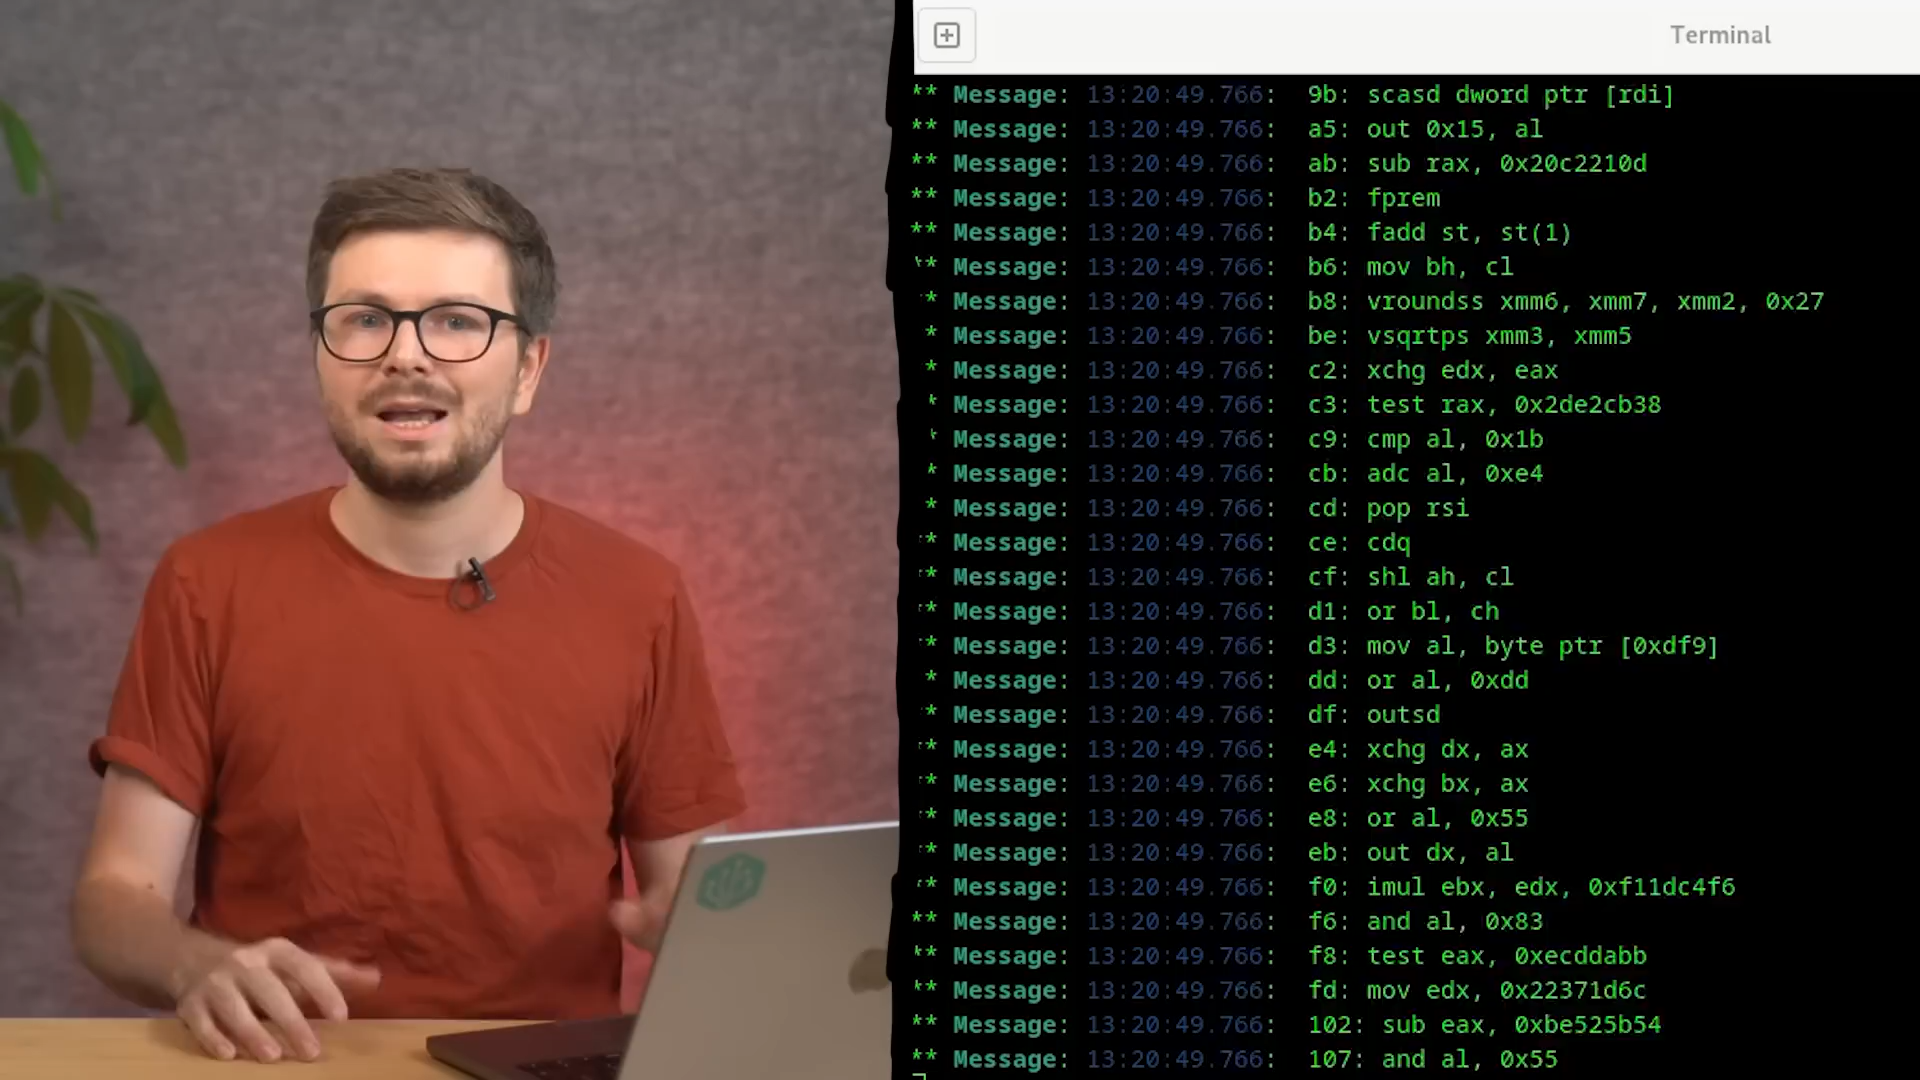 Terminal
** Message: 13:20:49.766:  9b: scasd dword ptr [rdi]
** Message: 13:20:49.766:  a5: out 0x15, al
** Message: 13:20:49.766:  ab: sub rax, 0x20c2210d
** Message: 13:20:49.766:  b2: fprem
** Message: 13:20:49.766:  b4: fadd st, st(1)
** Message: 13:20:49.766:  b6: mov bh, cl
* Message: 13:20:49.766:  b8: vroundss xmm6, xmm7, xmm2, 0x27
* Message: 13:20:49.766:  be: vsqrtps xmm3, xmm5
* Message: 13:20:49.766:  c2: xchg edx, eax
* Message: 13:20:49.766:  c3: test rax, 0x2de2cb38
* Message: 13:20:49.766:  c9: cmp al, 0x1b
* Message: 13:20:49.766:  cb: adc al, 0xe4
* Message: 13:20:49.766:  cd: pop rsi
* Message: 13:20:49.766:  ce: cdq
* Message: 13:20:49.766:  cf: shl ah, cl
* Message: 13:20:49.766:  d1: or bl, ch
* Message: 13:20:49.766:  d3: mov al, byte ptr [0xdf9]
* Message: 13:20:49.766:  dd: or al, 0xdd
* Message: 13:20:49.766:  df: outsd
* Message: 13:20:49.766:  e4: xchg dx, ax
* Message: 13:20:49.766:  e6: xchg bx, ax
* Message: 13:20:49.766:  e8: or al, 0x55
* Message: 13:20:49.766:  eb: out dx, al
* Message: 13:20:49.766:  f0: imul ebx, edx, 0xf11dc4f6
** Message: 13:20:49.766:  f6: and al, 0x83
** Message: 13:20:49.766:  f8: test eax, 0xecddabb
** Message: 13:20:49.766:  fd: mov edx, 0x22371d6c
** Message: 13:20:49.766:  102: sub eax, 0xbe525b54
** Message: 13:20:49.766:  107: and al, 0x55